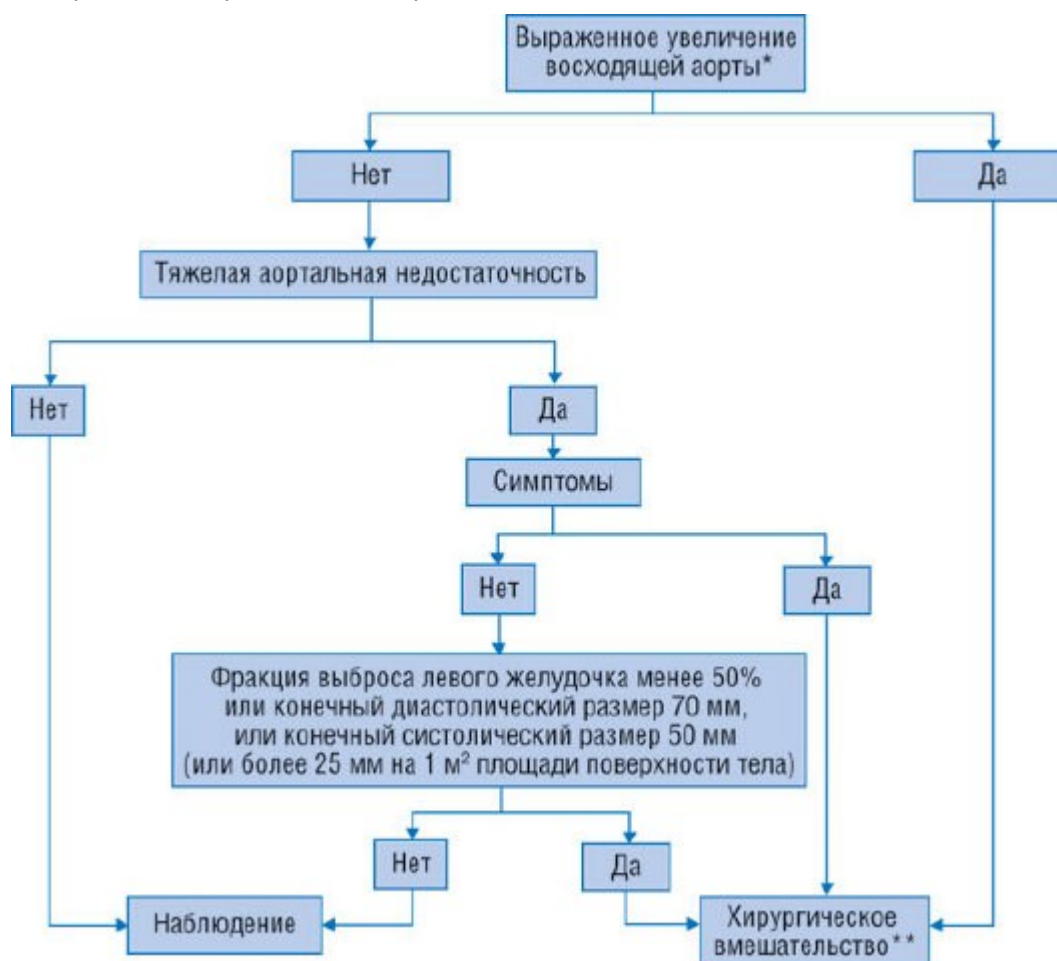 Выраженное увеличение
восходящей аорты*
Нет
Да
Тяжелая аортальная недостаточность
Нет
Да
Симптомы
Нет
Да
Фракция выброса левого желудочка менее 50%
или конечный диастолический размер 70 мм,
или конечный систолический размер 50 мм
(или более 25 мм на 1 м² площади поверхности тела)
Нет
Да
Наблюдение
Хирургическое
вмешательство**